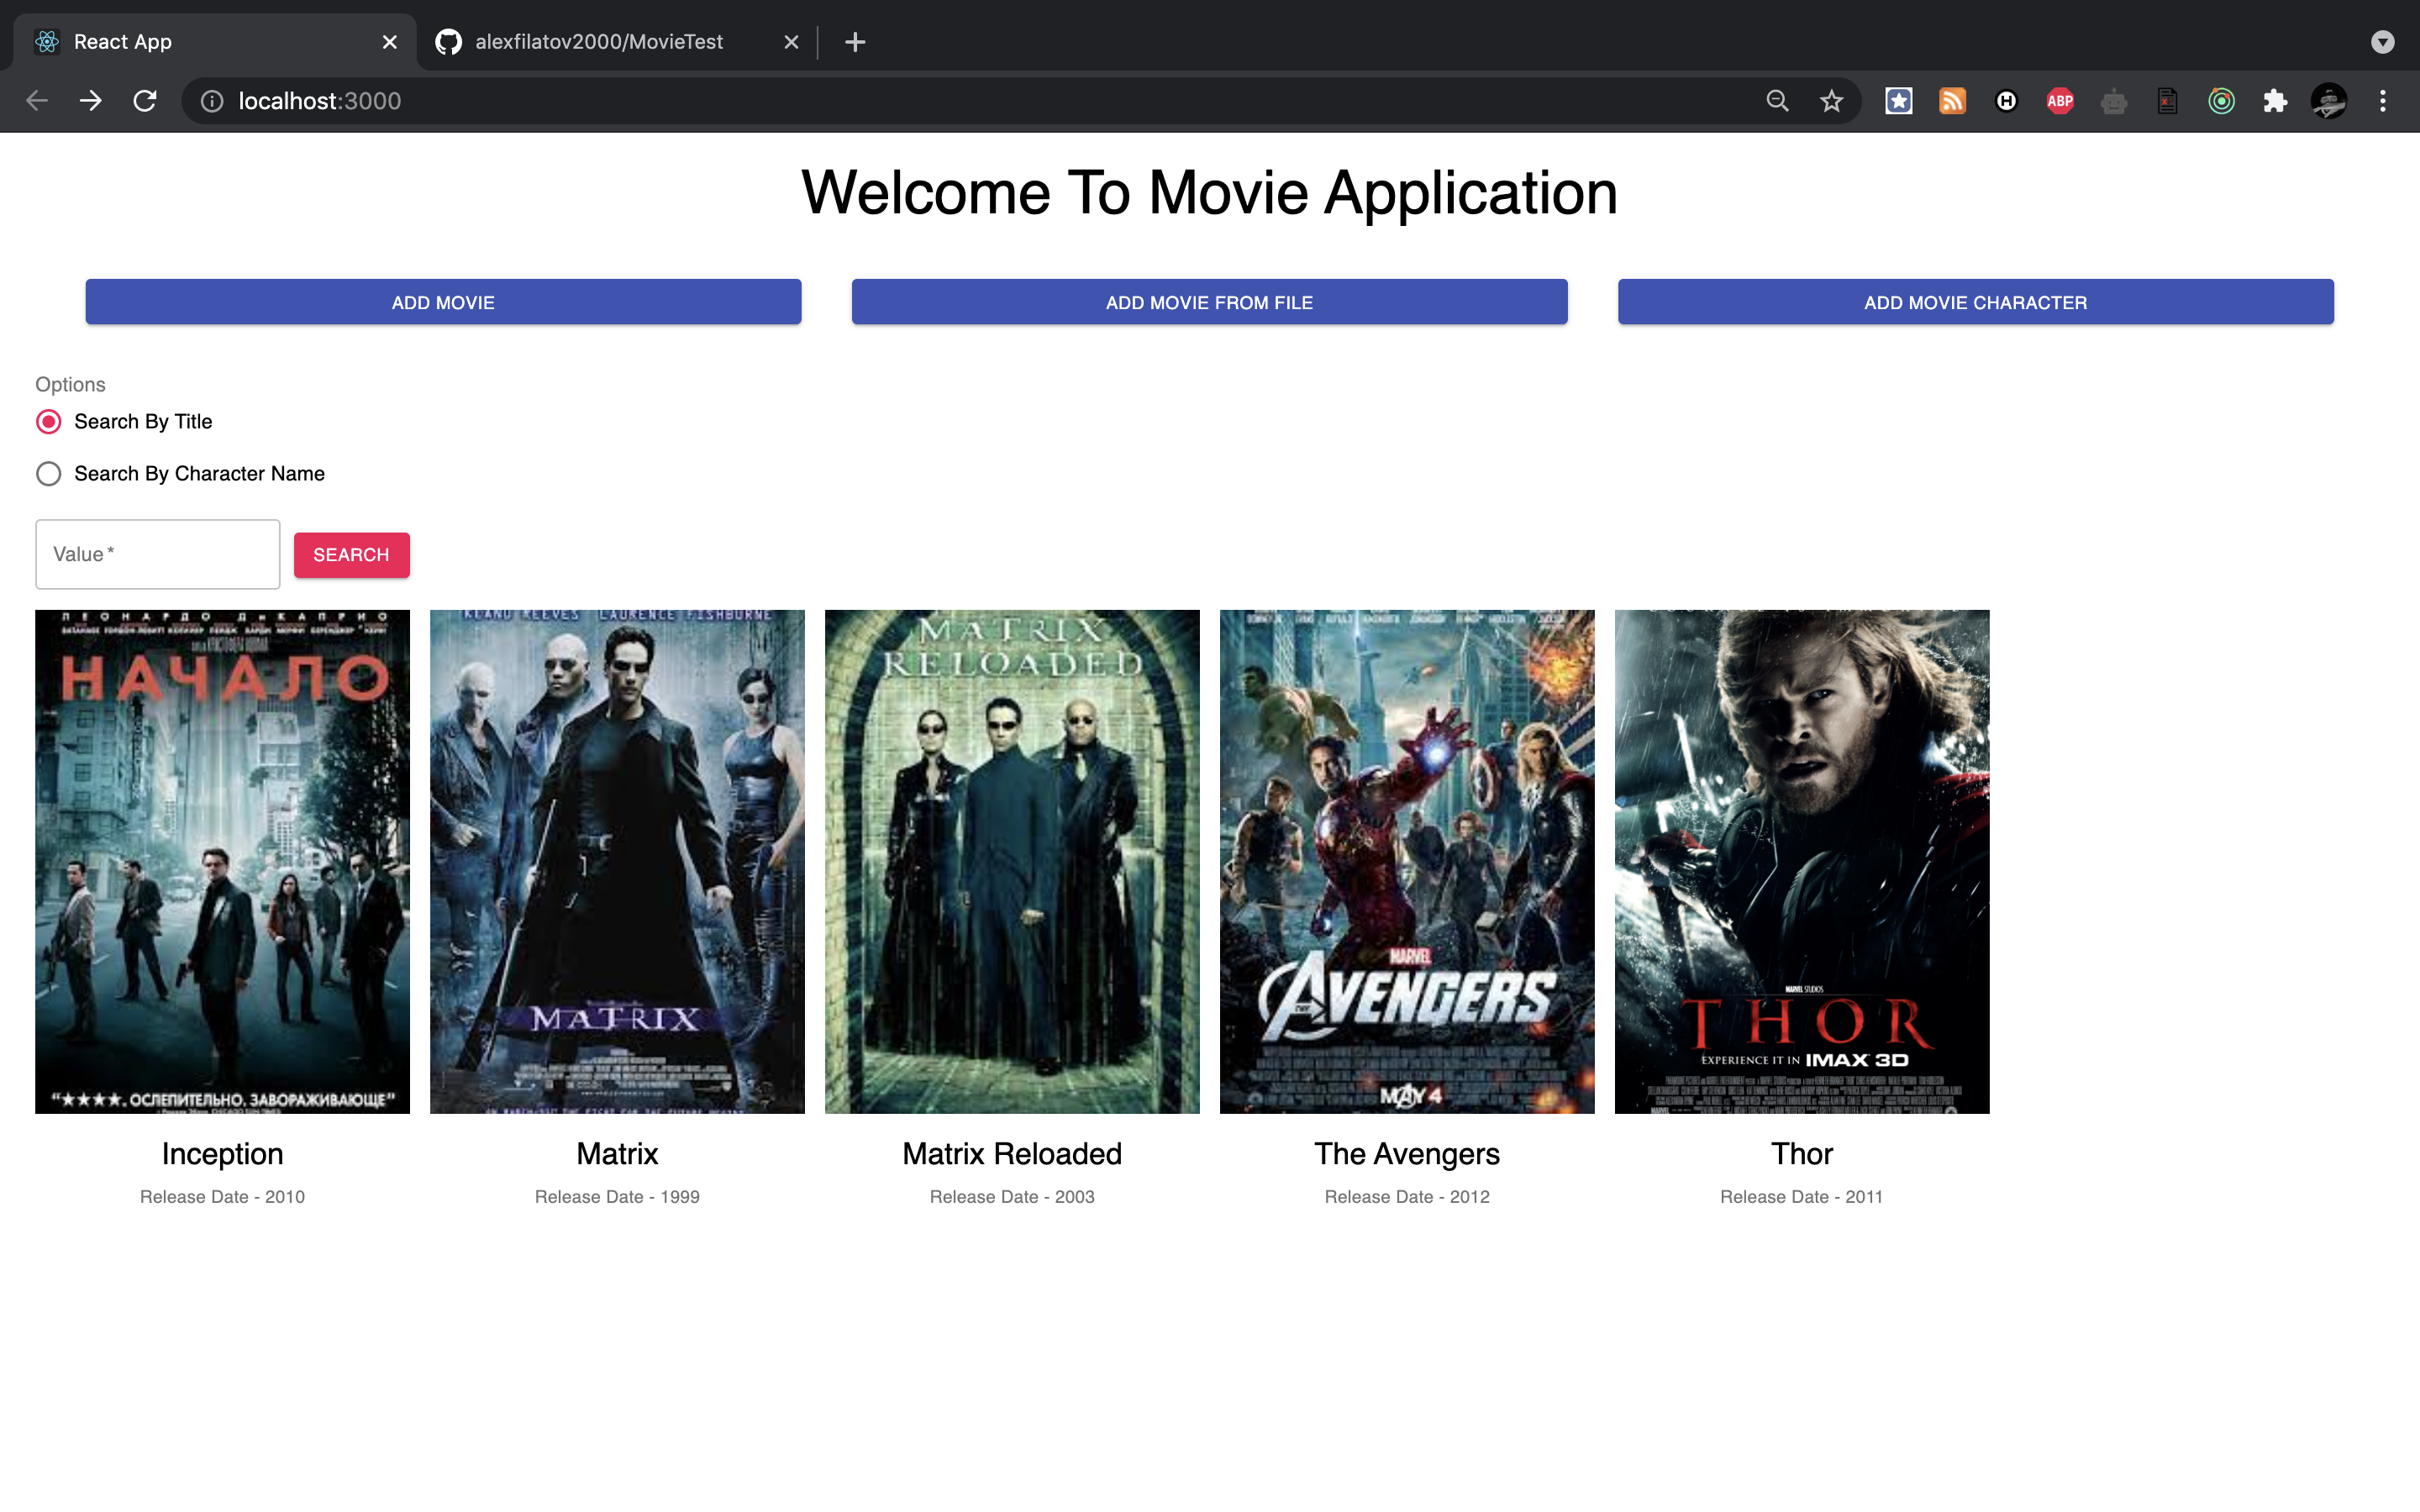 React App
alexfilatov2000/MovieTest
localhost:3000
ABP
Welcome To Movie Application
ADD MOVIE
ADD MOVIE FROM FILE
ADD MOVIE CHARACTER
Options
Search By Title
Search By Character Name
Value *
SEARCH
ЛЕОНАРДО ДиКАПРИО
НАЧАЛО
“★★★★. ОСЛЕПИТЕЛЬНО. ЗАВОРАЖИВАЮЩЕ”
KEANU REEVES LAURENCE FISHBURNE
MATRIX
MATRIX
RELOADED
MARVEL
AVENGERS
MAY 4
MARVEL STUDIOS
THOR
EXPERIENCE IT IN IMAX 3D
Inception
Matrix
Matrix Reloaded
The Avengers
Thor
Release Date - 2010
Release Date - 1999
Release Date - 2003
Release Date - 2012
Release Date - 2011